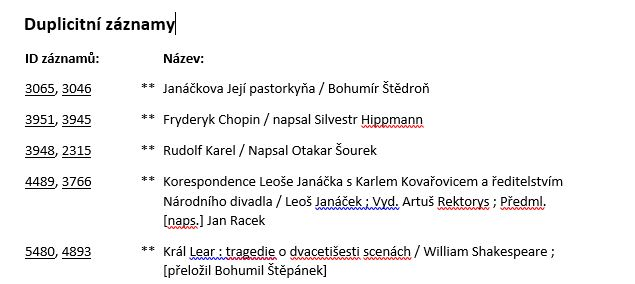 Duplicitní záznamy
ID záznamů: Název:
3065, 3046 ** Janáčkova Její pastorkyňa / Bohumír Štědroň
3951, 3945 ** Fryderyk Chopin / napsal Silvestr Hippmann
3948, 2315 ** Rudolf Karel / Napsal Otakar Šourek
4489, 3766 ** Korespondence Leoše Janáčka s Karlem Kovařovicem a ředitelstvím
Národního divadla / Leoš Janáček ; Vyd. Artuš Rektorys ; Předml.
[naps.] Jan Racek
5480, 4893 ** Král Lear : tragedie o dvacetišesti scenách / William Shakespeare ;
[přeložil Bohumil Štěpánek]